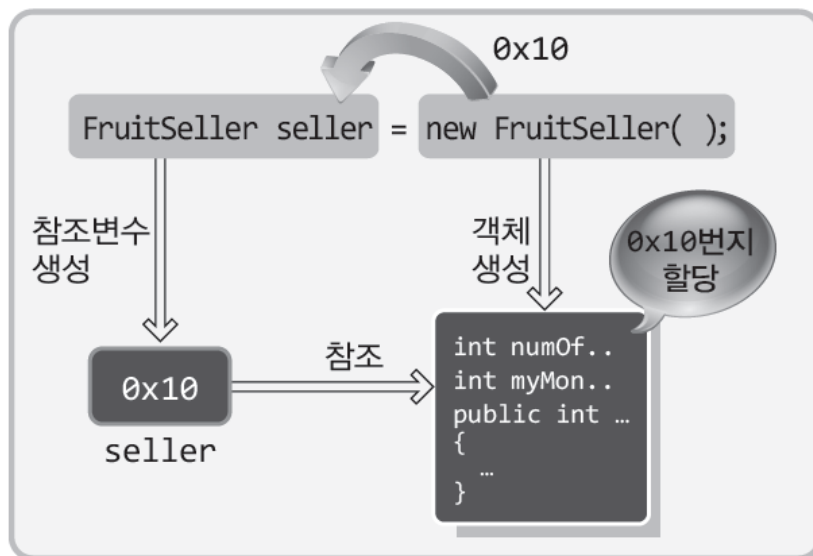 0x10
FruitSeller seller = new FruitSeller( );
참조변수
생성
객체
생성
0x10번지
할당
0x10
seller
참조
int numOf..
int myMon..
public int …
{
…
}